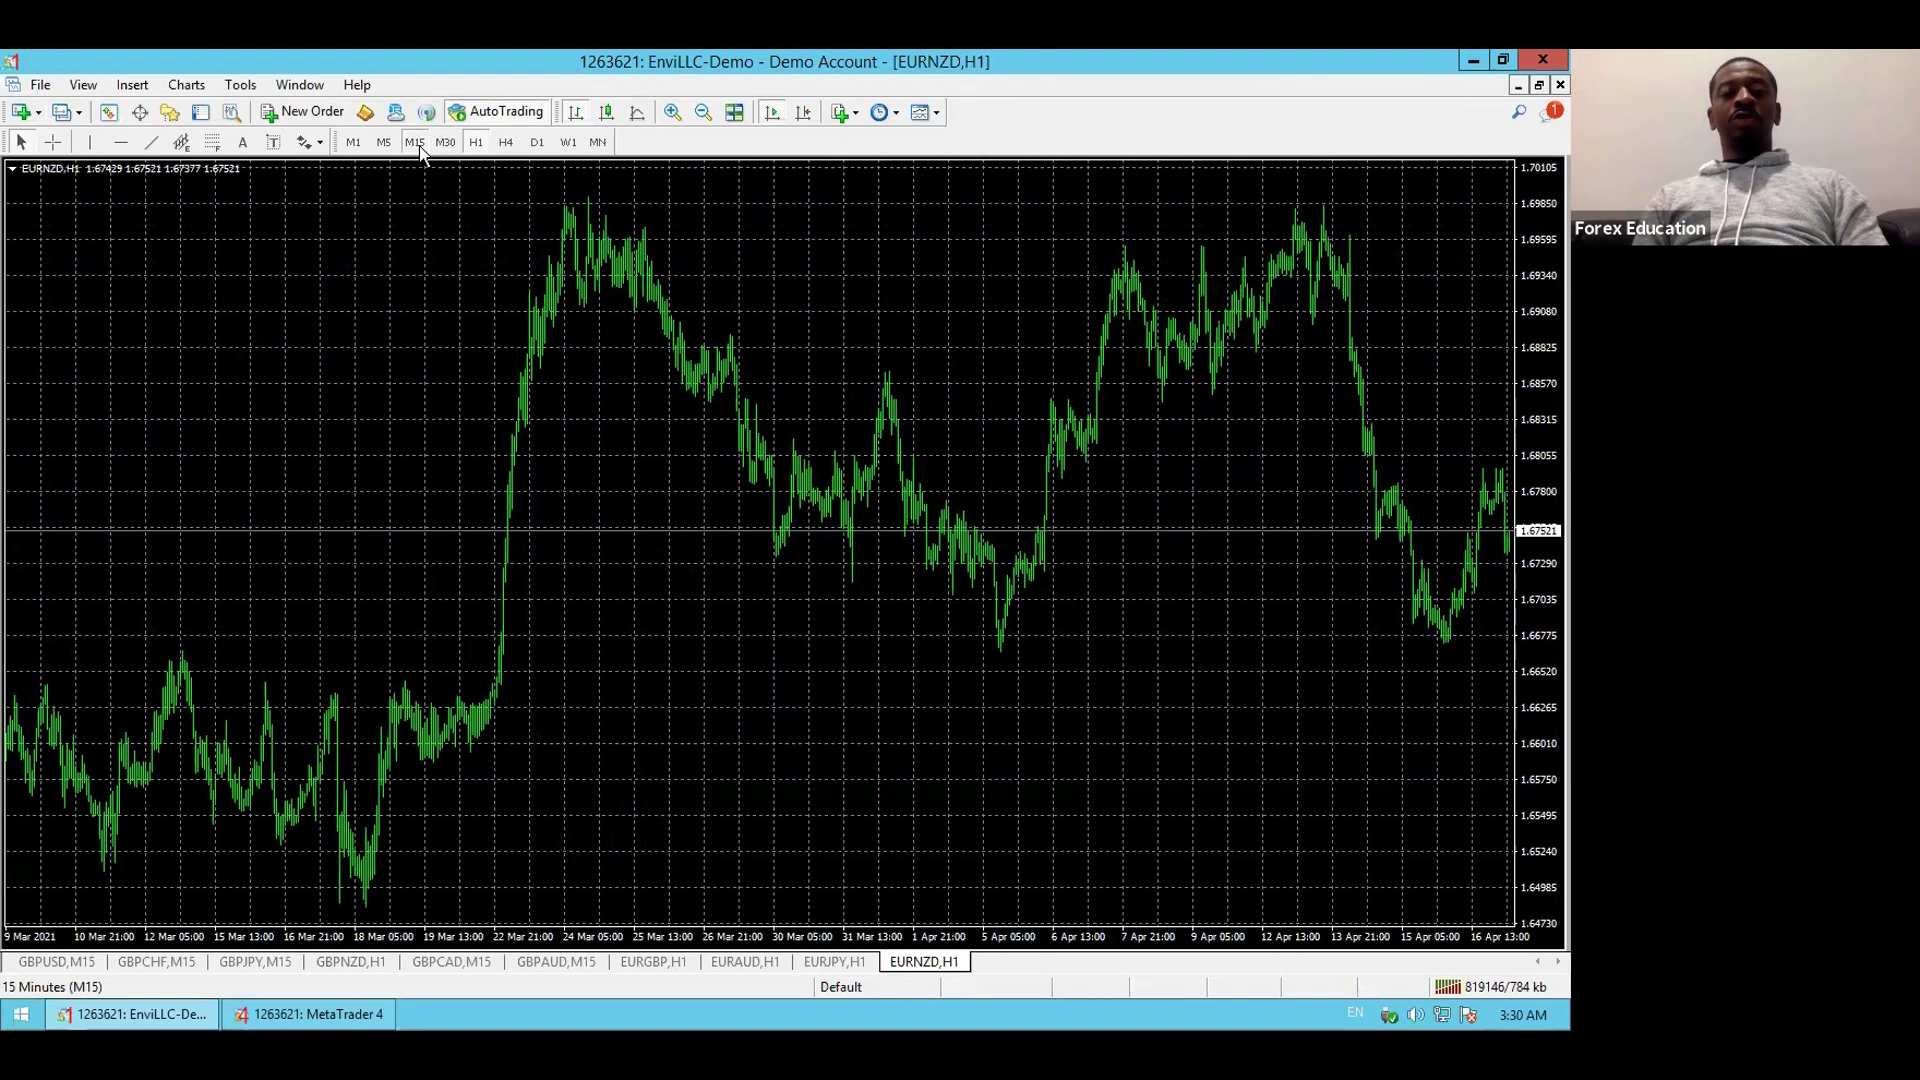 1263621: EnviLLC-Demo - Demo Account - [EURNZD,H1]
File View Insert Charts Tools Window Help
New Order AutoTrading 1
A T M1 M5 M15 M30 H1 H4 D1 W1 MN
EURNZD,H1 1.67429 1.67521 1.67377 1.67521
1.70105
1.69850
1.69595
1.69340
1.69080
1.68825
1.68570
1.68315
1.68055
1.67800
1.67521
1.67290
1.67035
1.66775
1.66520
1.66265
1.66010
1.65750
1.65495
1.65240
1.64985
1.64730
9 Mar 2021 10 Mar 21:00 12 Mar 05:00 15 Mar 13:00 16 Mar 21:00 18 Mar 05:00 19 Mar 13:00 22 Mar 21:00 24 Mar 05:00 25 Mar 13:00 26 Mar 21:00 30 Mar 05:00 31 Mar 13:00 1 Apr 21:00 5 Apr 05:00 6 Apr 13:00 7 Apr 21:00 9 Apr 05:00 12 Apr 13:00 13 Apr 21:00 15 Apr 05:00 16 Apr 13:00
GBPUSD,M15 GBPCHF,M15 GBPJPY,M15 GBPNZD,H1 GBPCAD,M15 GBPAUD,M15 EURGBP,H1 EURAUD,H1 EURJPY,H1 EURNZD,H1
15 Minutes (M15) Default 819146/784 kb
1263621: EnviLLC-De... 1263621: MetaTrader 4 EN 3:30 AM
Forex Education